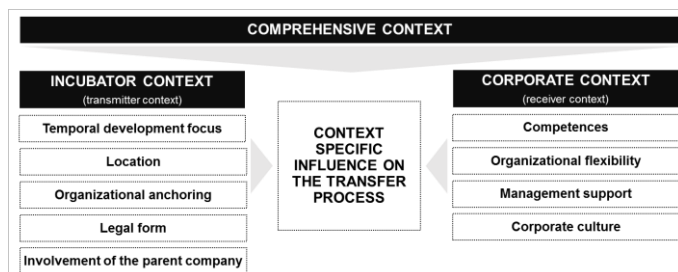 COMPREHENSIVE CONTEXT
INCUBATOR CONTEXT
(transmitter context)
Temporal development focus
Location
Organizational anchoring
Legal form
Involvement of the parent company
CONTEXT
SPECIFIC
INFLUENCE ON
THE TRANSFER
PROCESS
CORPORATE CONTEXT
(receiver context)
Competences
Organizational flexibility
Management support
Corporate culture